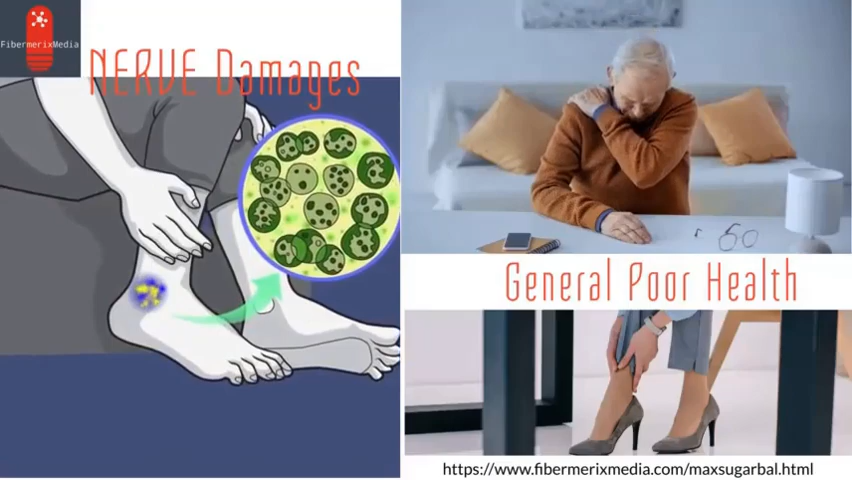 FibermerixMedia
NERVE Damages
General Poor Health
https://www.fibermerixmedia.com/maxsugarbal.html